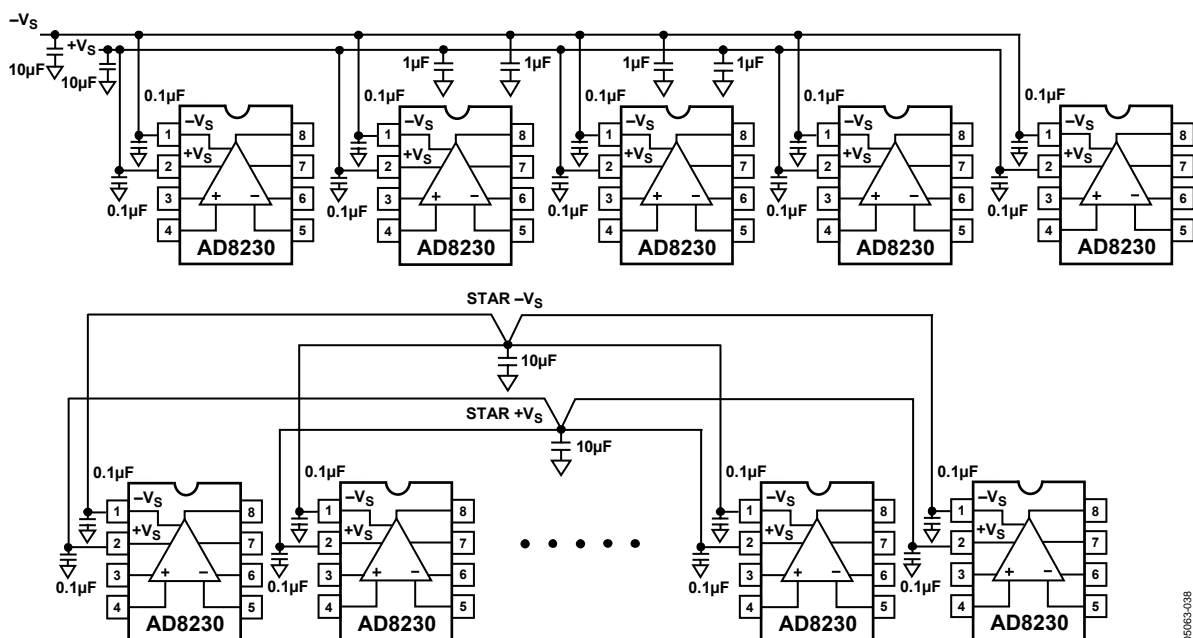 –VS
+VS
10µF
10µF
1µF
1µF
1µF
1µF
0.1µF
0.1µF
0.1µF
0.1µF
0.1µF
–VS
1
8
+VS
2
7
3
+
–
6
4
5
0.1µF
AD8230
–VS
1
8
+VS
2
7
3
+
–
6
4
5
0.1µF
AD8230
–VS
1
8
+VS
2
7
3
+
–
6
4
5
0.1µF
AD8230
–VS
1
8
+VS
2
7
3
+
–
6
4
5
0.1µF
AD8230
–VS
1
8
+VS
2
7
3
+
–
6
4
5
0.1µF
AD8230
STAR –VS
10µF
STAR +VS
10µF
0.1µF
–VS
1
8
+VS
2
7
3
+
–
6
4
5
0.1µF
AD8230
0.1µF
–VS
1
8
+VS
2
7
3
+
–
6
4
5
0.1µF
AD8230
0.1µF
–VS
1
8
+VS
2
7
3
+
–
6
4
5
0.1µF
AD8230
0.1µF
–VS
1
8
+VS
2
7
3
+
–
6
4
5
0.1µF
AD8230
05063-038